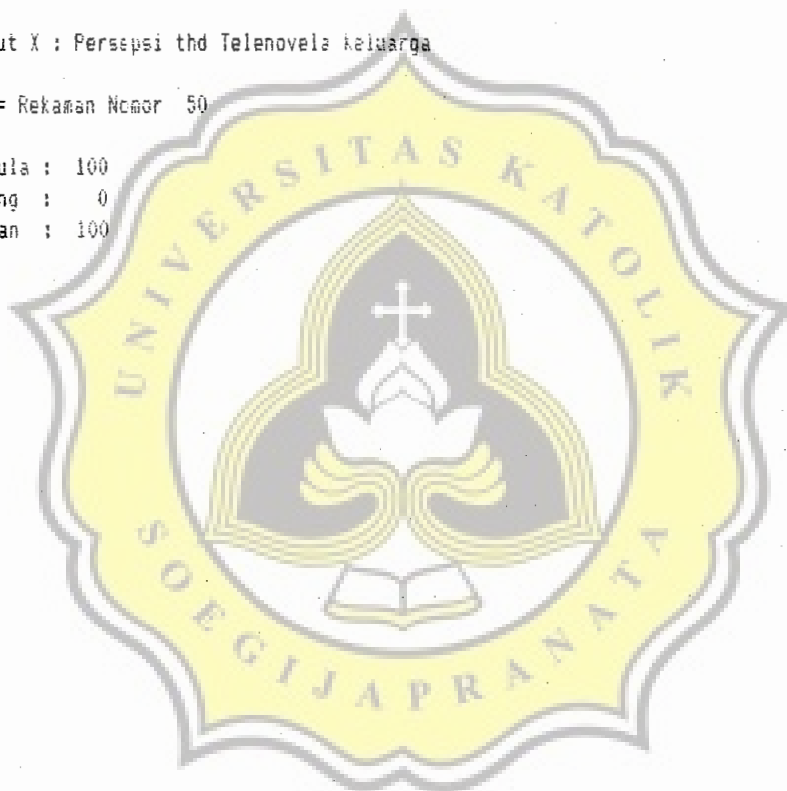 ut X : Persepsi thd Telenovela Keluarga
= Rekaman Nomor 50
ula : 100
ng : 0
an : 100
UNIVERSITAS KATOLIK
SOEGIJAPRANATA